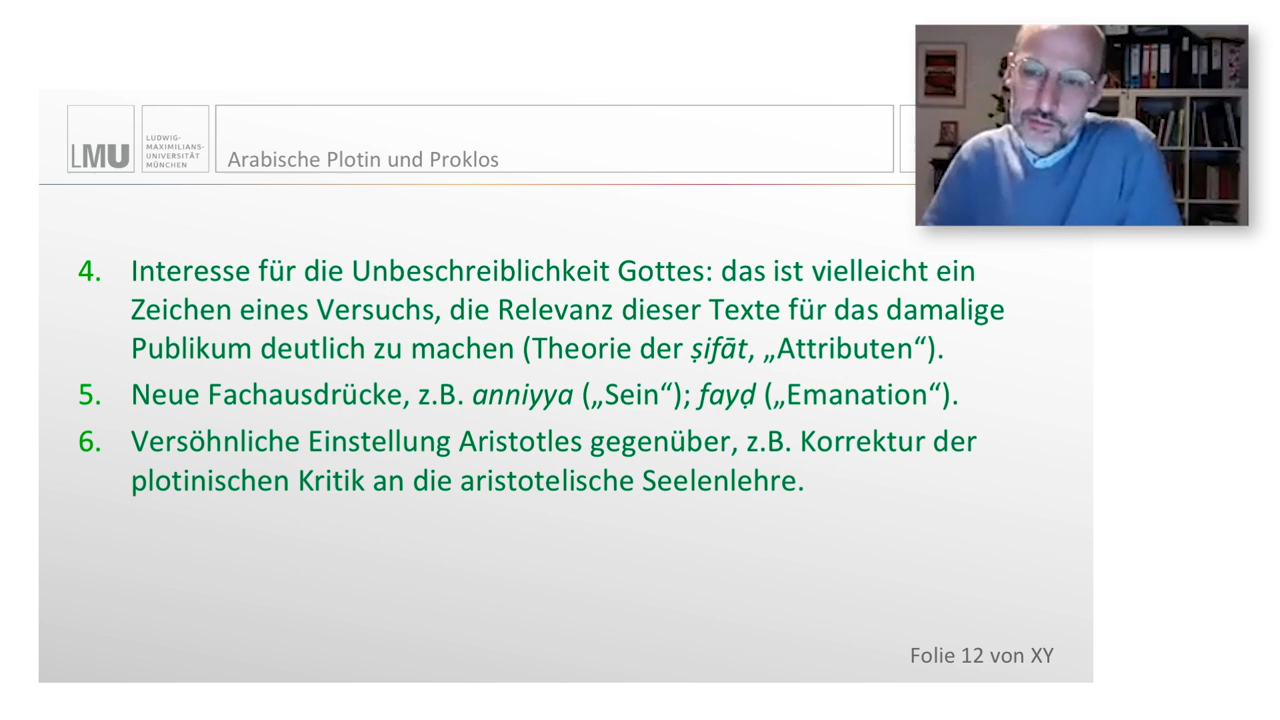 LMU
LUDWIG-
MAXIMILIANS-
UNIVERSITÄT
MÜNCHEN
Arabische Plotin und Proklos
4. Interesse für die Unbeschreiblichkeit Gottes: das ist vielleicht ein
Zeichen eines Versuchs, die Relevanz dieser Texte für das damalige
Publikum deutlich zu machen (Theorie der ṣifāt, „Attributen“).
5. Neue Fachausdrücke, z.B. anniyya („Sein“); fayḍ („Emanation“).
6. Versöhnliche Einstellung Aristotles gegenüber, z.B. Korrektur der
plotinischen Kritik an die aristotelische Seelenlehre.
Folie 12 von XY